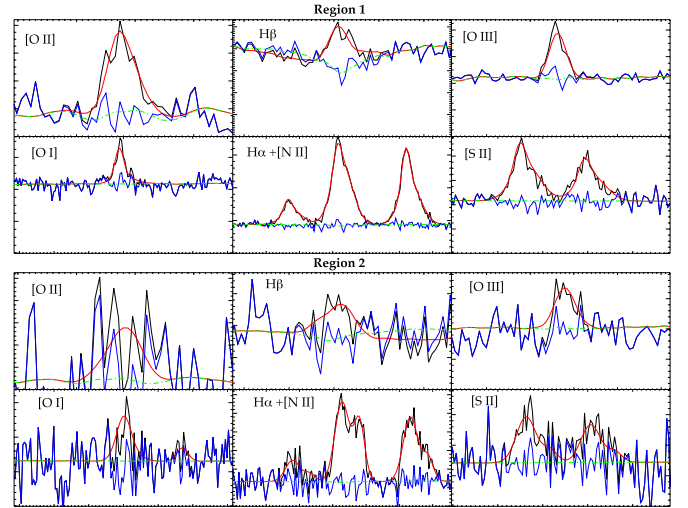 Region 1
[O II]
Hβ
[O III]
[O I]
Hα +[N II]
[S II]
Region 2
[O II]
Hβ
[O III]
[O I]
Hα +[N II]
[S II]